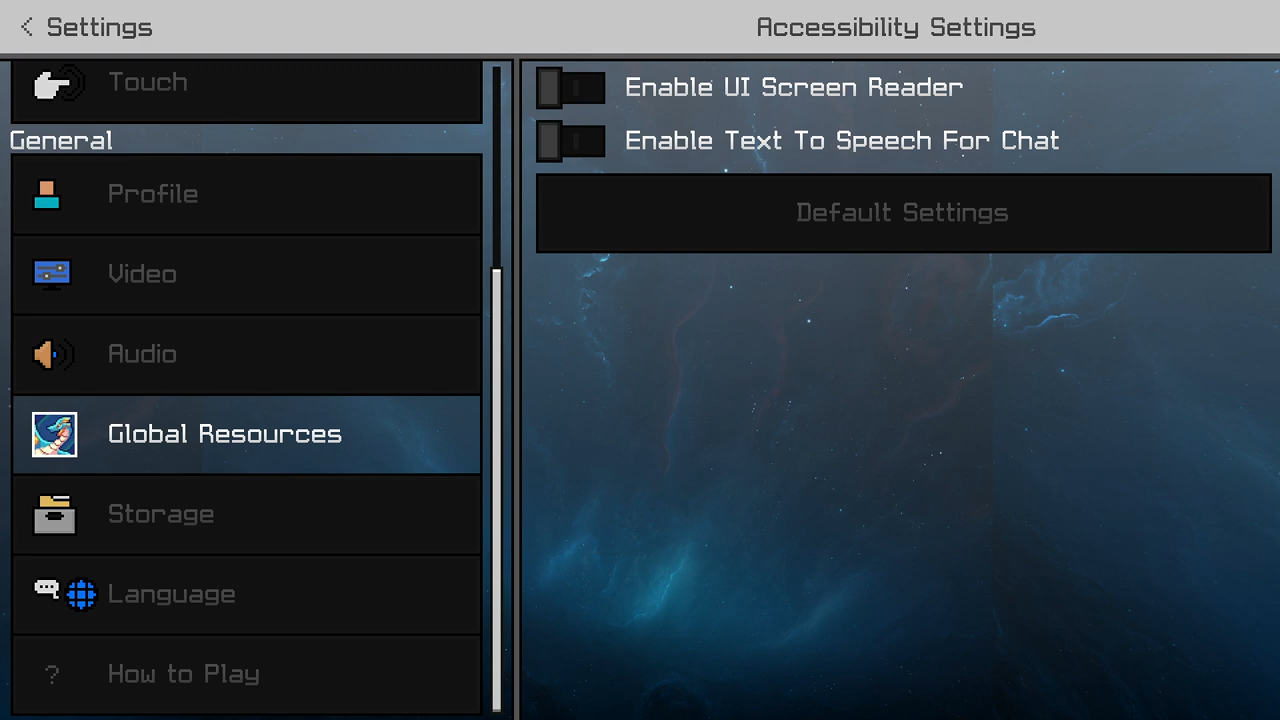 Settings
Accessibility Settings
Touch
General
Profile
Video
Audio
Global Resources
Storage
Language
? How to Play
Enable UI Screen Reader
Enable Text To Speech For Chat
Default Settings